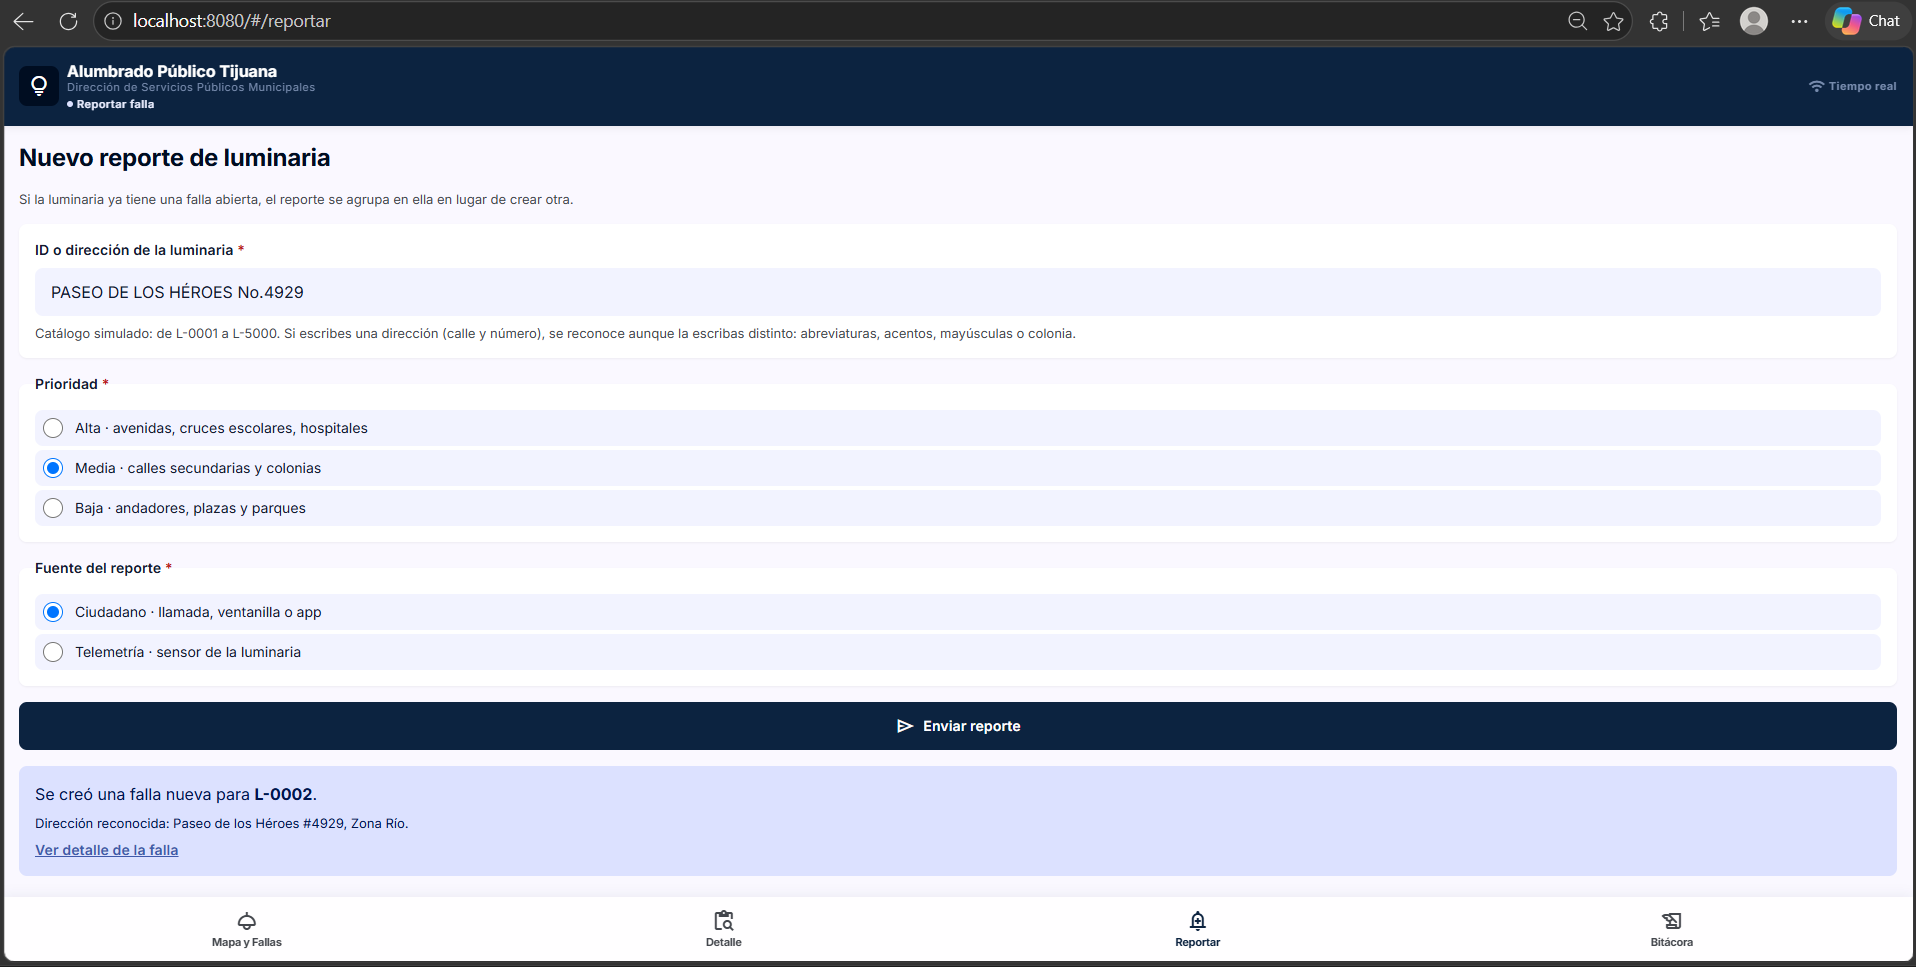 localhost:8080/#/reportar
Chat
Alumbrado Público Tijuana
Dirección de Servicios Públicos Municipales
Reportar falla
Tiempo real
Nuevo reporte de luminaria
Si la luminaria ya tiene una falla abierta, el reporte se agrupa en ella en lugar de crear otra.
ID o dirección de la luminaria *
PASEO DE LOS HÉROES No.4929
Catálogo simulado: de L-0001 a L-5000. Si escribes una dirección (calle y número), se reconoce aunque la escribas distinto: abreviaturas, acentos, mayúsculas o colonia.
Prioridad *
Alta · avenidas, cruces escolares, hospitales
Media · calles secundarias y colonias
Baja · andadores, plazas y parques
Fuente del reporte *
Ciudadano · llamada, ventanilla o app
Telemetría · sensor de la luminaria
Enviar reporte
Se creó una falla nueva para L-0002.
Dirección reconocida: Paseo de los Héroes #4929, Zona Río.
Ver detalle de la falla
Mapa y Fallas
Detalle
Reportar
Bitácora